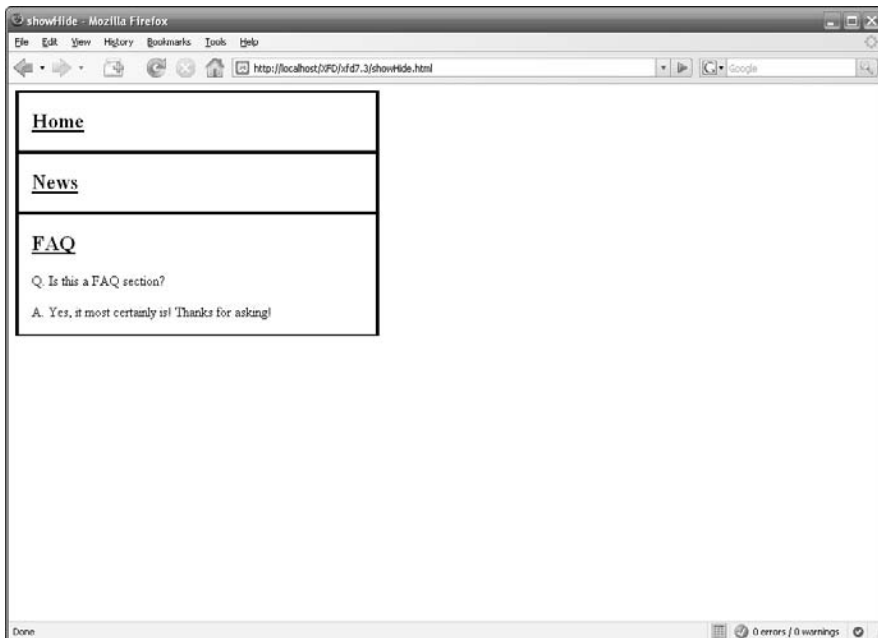 showHide - Mozilla Firefox
File Edit View History Bookmarks Tools Help
http://localhost/XFD/xfd7.3/showHide.html
Google
Home
News
FAQ
Q. Is this a FAQ section?
A. Yes, it most certainly is! Thanks for asking!
Done
0 errors / 0 warnings